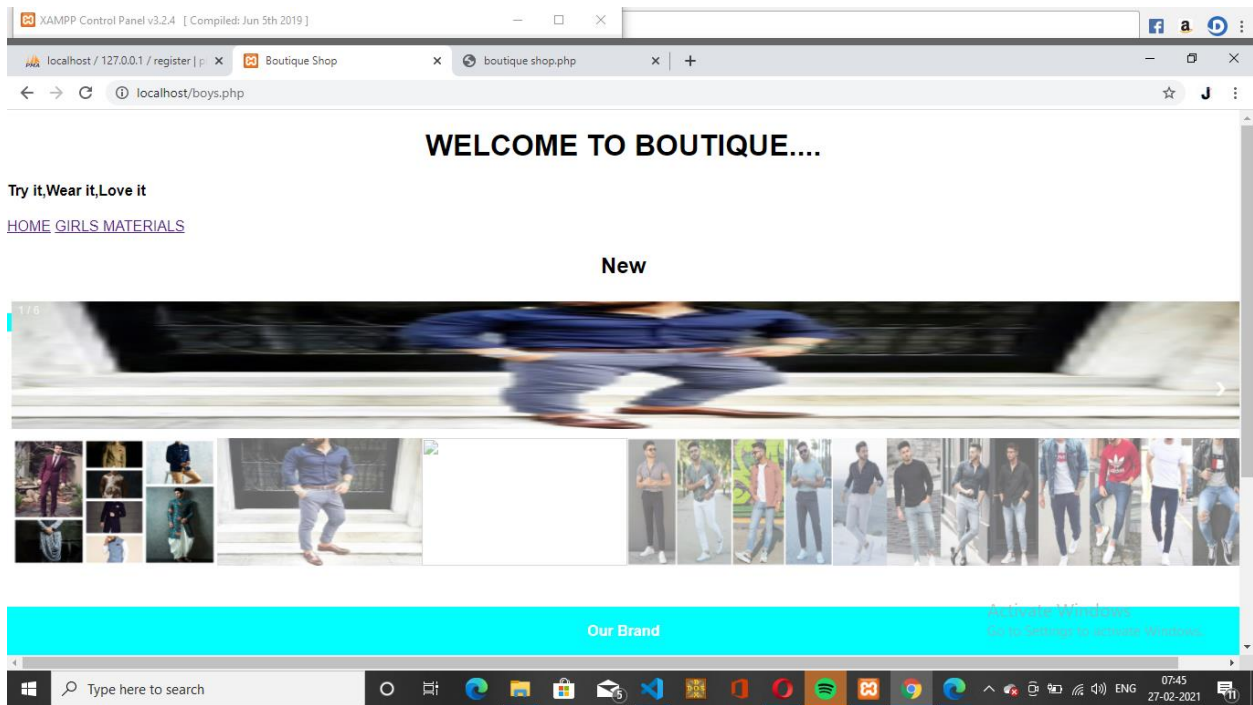 XAMPP Control Panel v3.2.4 [ Compiled: Jun 5th 2019 ]
localhost / 127.0.0.1 / register | p
Boutique Shop
boutique shop.php
localhost/boys.php
WELCOME TO BOUTIQUE....
Try it,Wear it,Love it
HOME GIRLS MATERIALS
New
1 / 6
Our Brand
Activate Windows
Go to Settings to activate Windows.
Type here to search
ENG
07:45
27-02-2021